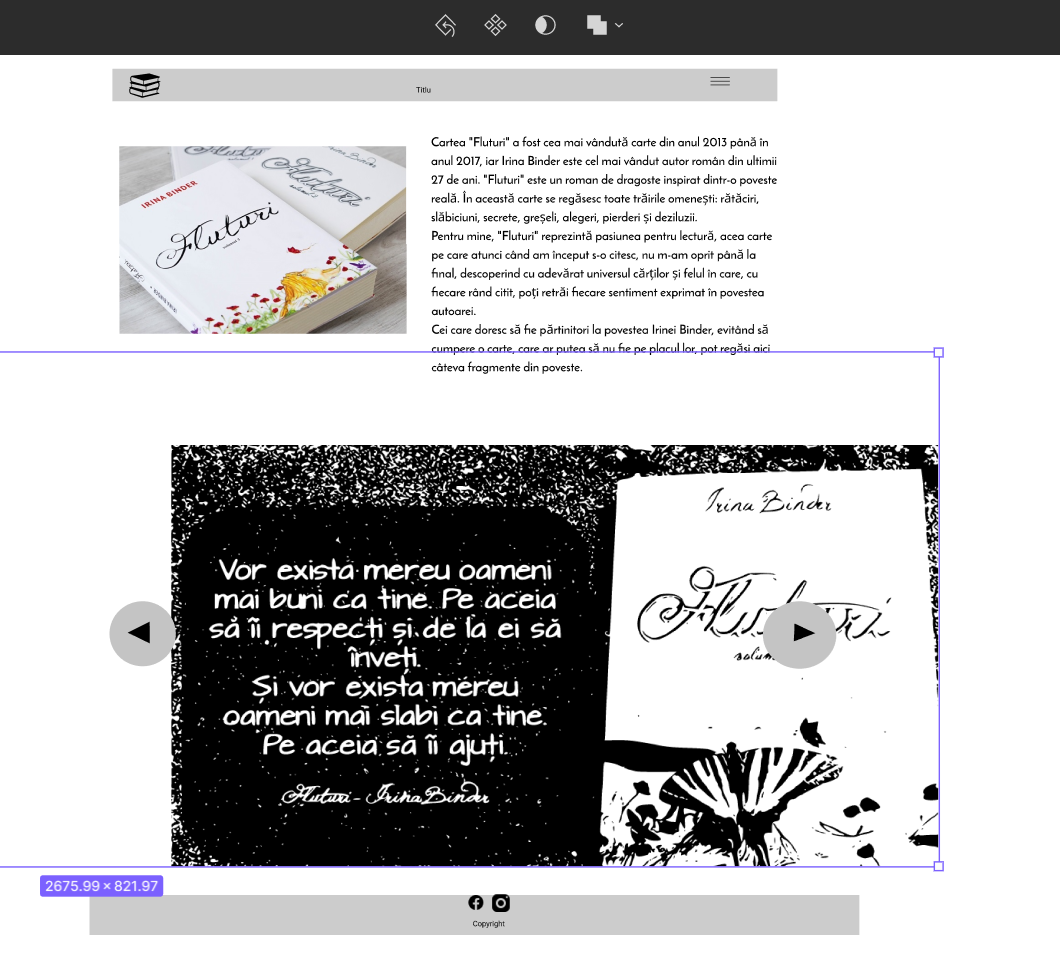 Titlu
IRINA BINDER
Fluturi
volumul 1
Cartea "Fluturi" a fost cea mai vândută carte din anul 2013 până în
anul 2017, iar Irina Binder este cel mai vândut autor român din ultimii
27 de ani. "Fluturi" este un roman de dragoste inspirat dintr-o poveste
reală. În această carte se regăsesc toate trăirile omenești: rătăciri,
slăbiciuni, secrete, greșeli, alegeri, pierderi și deziluzii.
Pentru mine, "Fluturi" reprezintă pasiunea pentru lectură, acea carte
pe care atunci când am început s-o citesc, nu m-am oprit până la
final, descoperind cu adevărat universul cărților și felul în care, cu
fiecare rând citit, poți retrăi fiecare sentiment exprimat în povestea
autoarei.
Cei care doresc să fie părtinitori la povestea Irinei Binder, evitând să
cumpere o carte, care ar putea să nu fie pe placul lor, pot regăsi aici
câteva fragmente din poveste.
Vor exista mereu oameni
mai buni ca tine. Pe aceia
să îi respecți și de la ei să
înveți.
Și vor exista mereu
oameni mai slabi ca tine.
Pe aceia să îi ajuți.
Fluturi - Irina Binder
Irina Binder
Fluturi
2675.99 × 821.97
Copyright